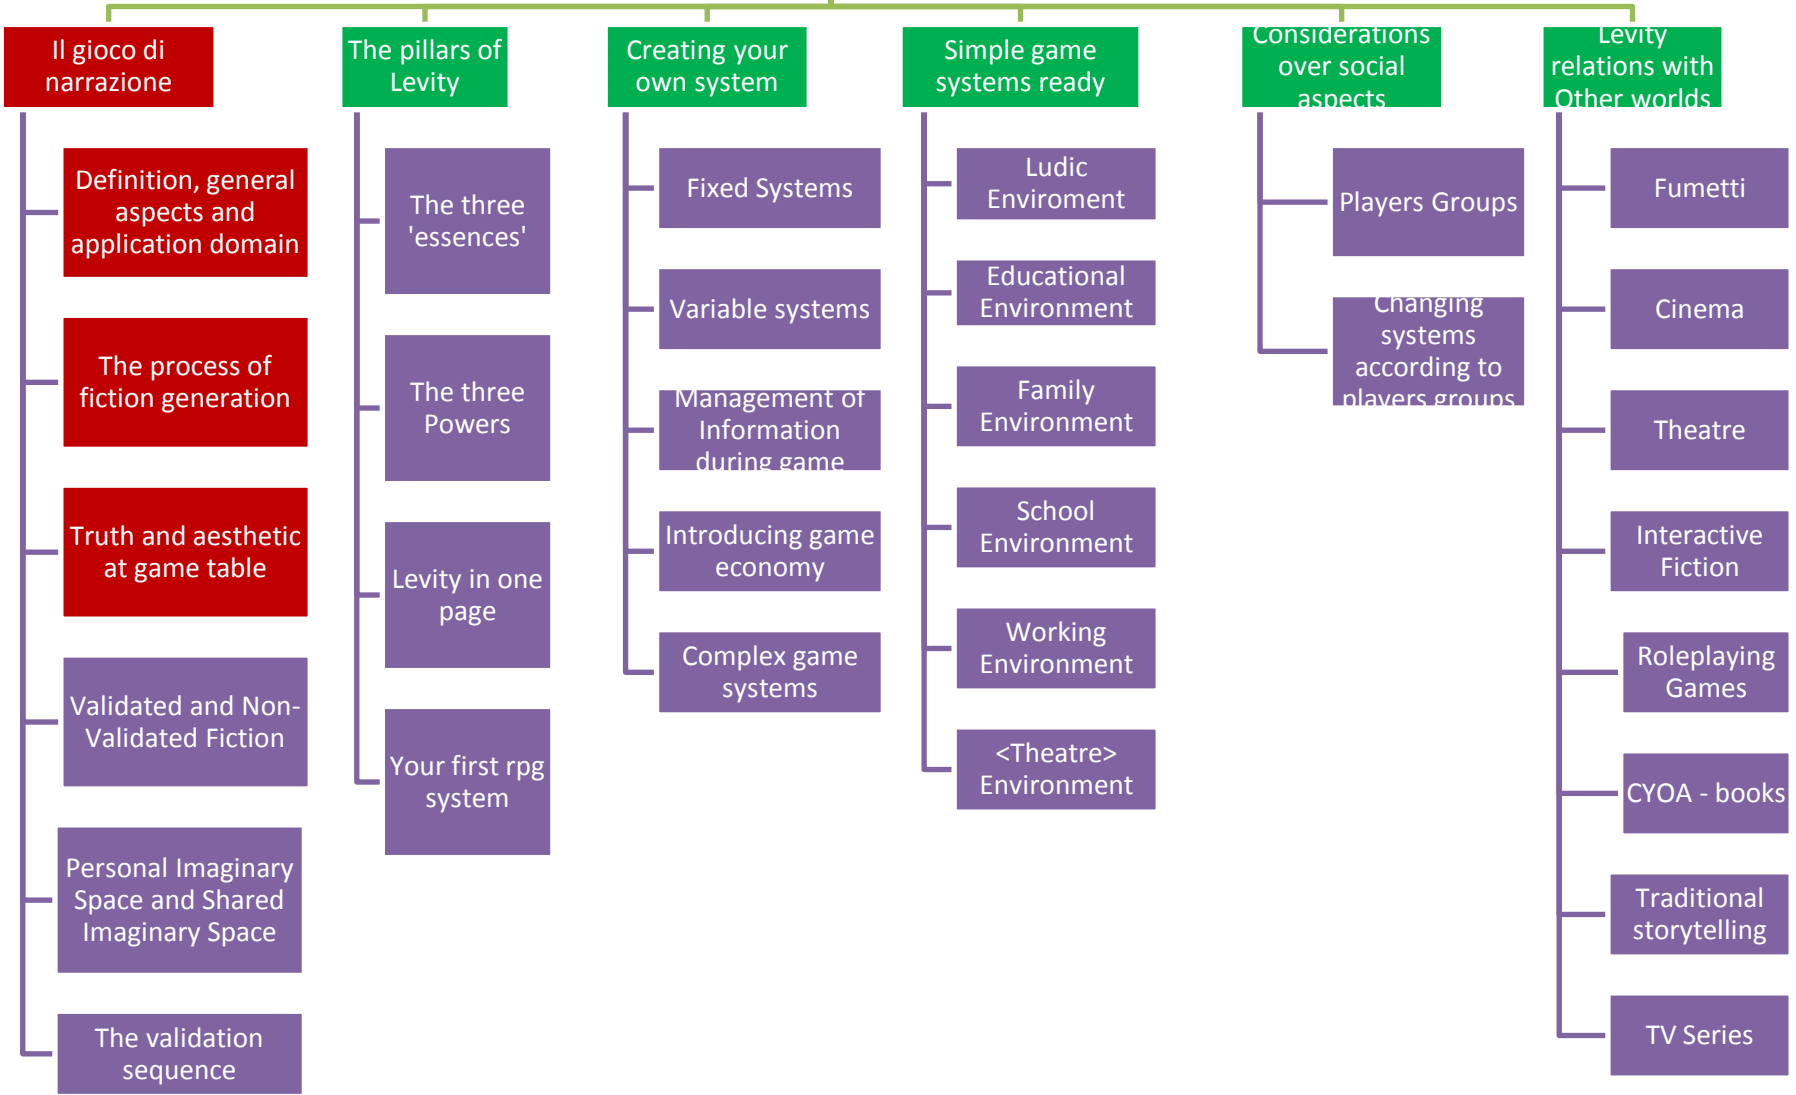 Il gioco di
narrazione
Definition, general
aspects and
application domain
The process of
fiction generation
Truth and aesthetic
at game table
Validated and Non-
Validated Fiction
Personal Imaginary
Space and Shared
Imaginary Space
The validation
sequence
The pillars of
Levity
The three
'essences'
The three
Powers
Levity in one
page
Your first rpg
system
Creating your
own system
Fixed Systems
Variable systems
Management of
Information
during game
Introducing game
economy
Complex game
systems
Simple game
systems ready
Ludic
Enviroment
Educational
Environment
Family
Environment
School
Environment
Working
Environment
<Theatre>
Environment
Considerations
over social
aspects
Players Groups
Changing
systems
according to
players groups
Levity
relations with
Other worlds
Fumetti
Cinema
Theatre
Interactive
Fiction
Roleplaying
Games
CYOA - books
Traditional
storytelling
TV Series